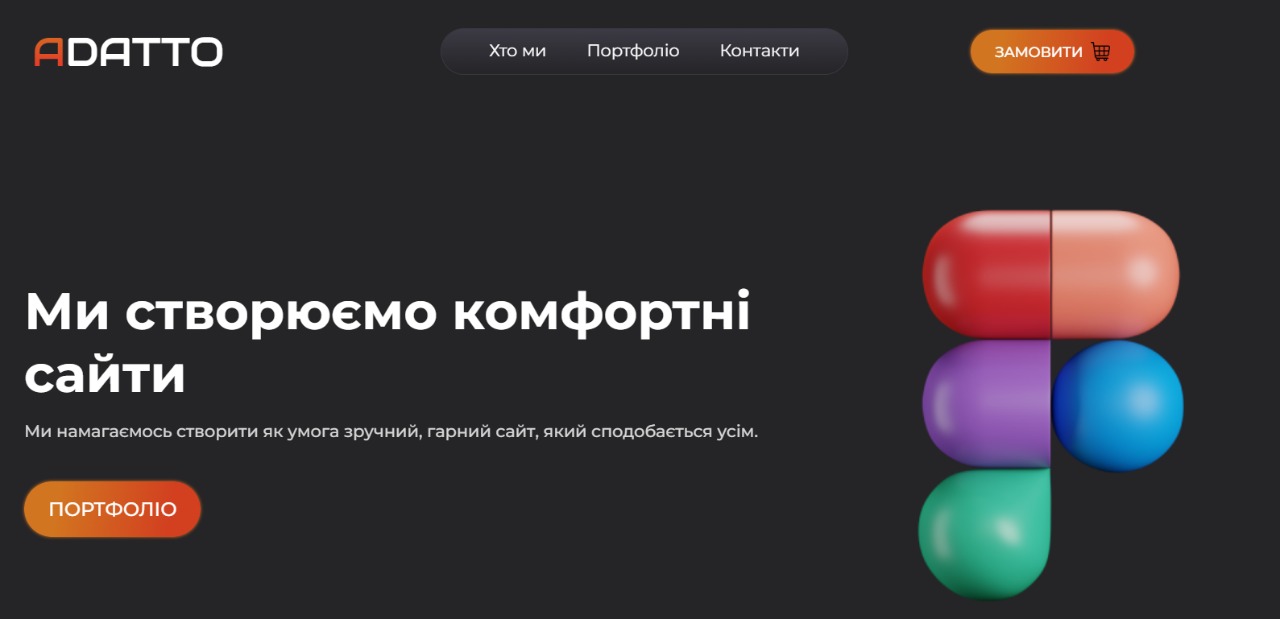 ADATTO
Хто ми
Портфоліо
Контакти
ЗАМОВИТИ
Ми створюємо комфортні
сайти
Ми намагаємось створити як умога зручний, гарний сайт, який сподобається усім.
ПОРТФОЛІО